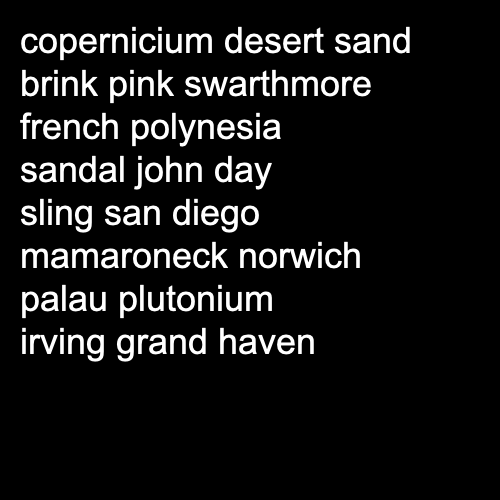 copernicium desert sand
brink pink swarthmore
french polynesia
sandal john day
sling san diego
mamaroneck norwich
palau plutonium
irving grand haven